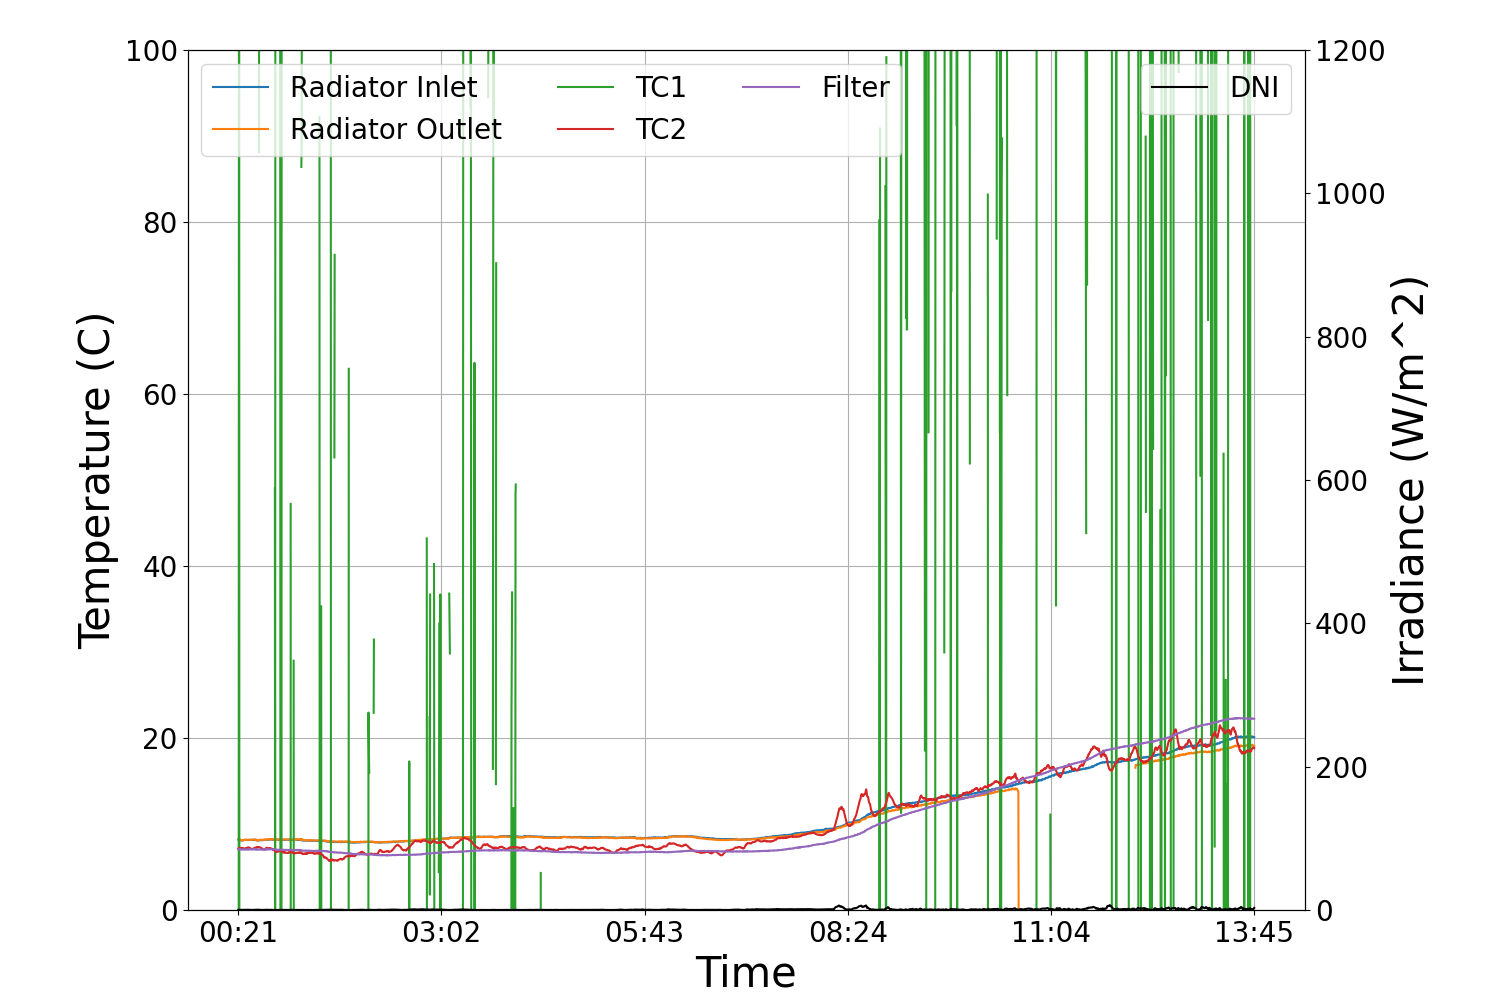 Radiator Inlet
Radiator Outlet
TC1
TC2
Filter
DNI
100
80
60
40
20
0
1200
1000
800
600
400
200
0
Temperature (C)
Irradiance (W/m^2)
00:21
03:02
05:43
08:24
11:04
13:45
Time